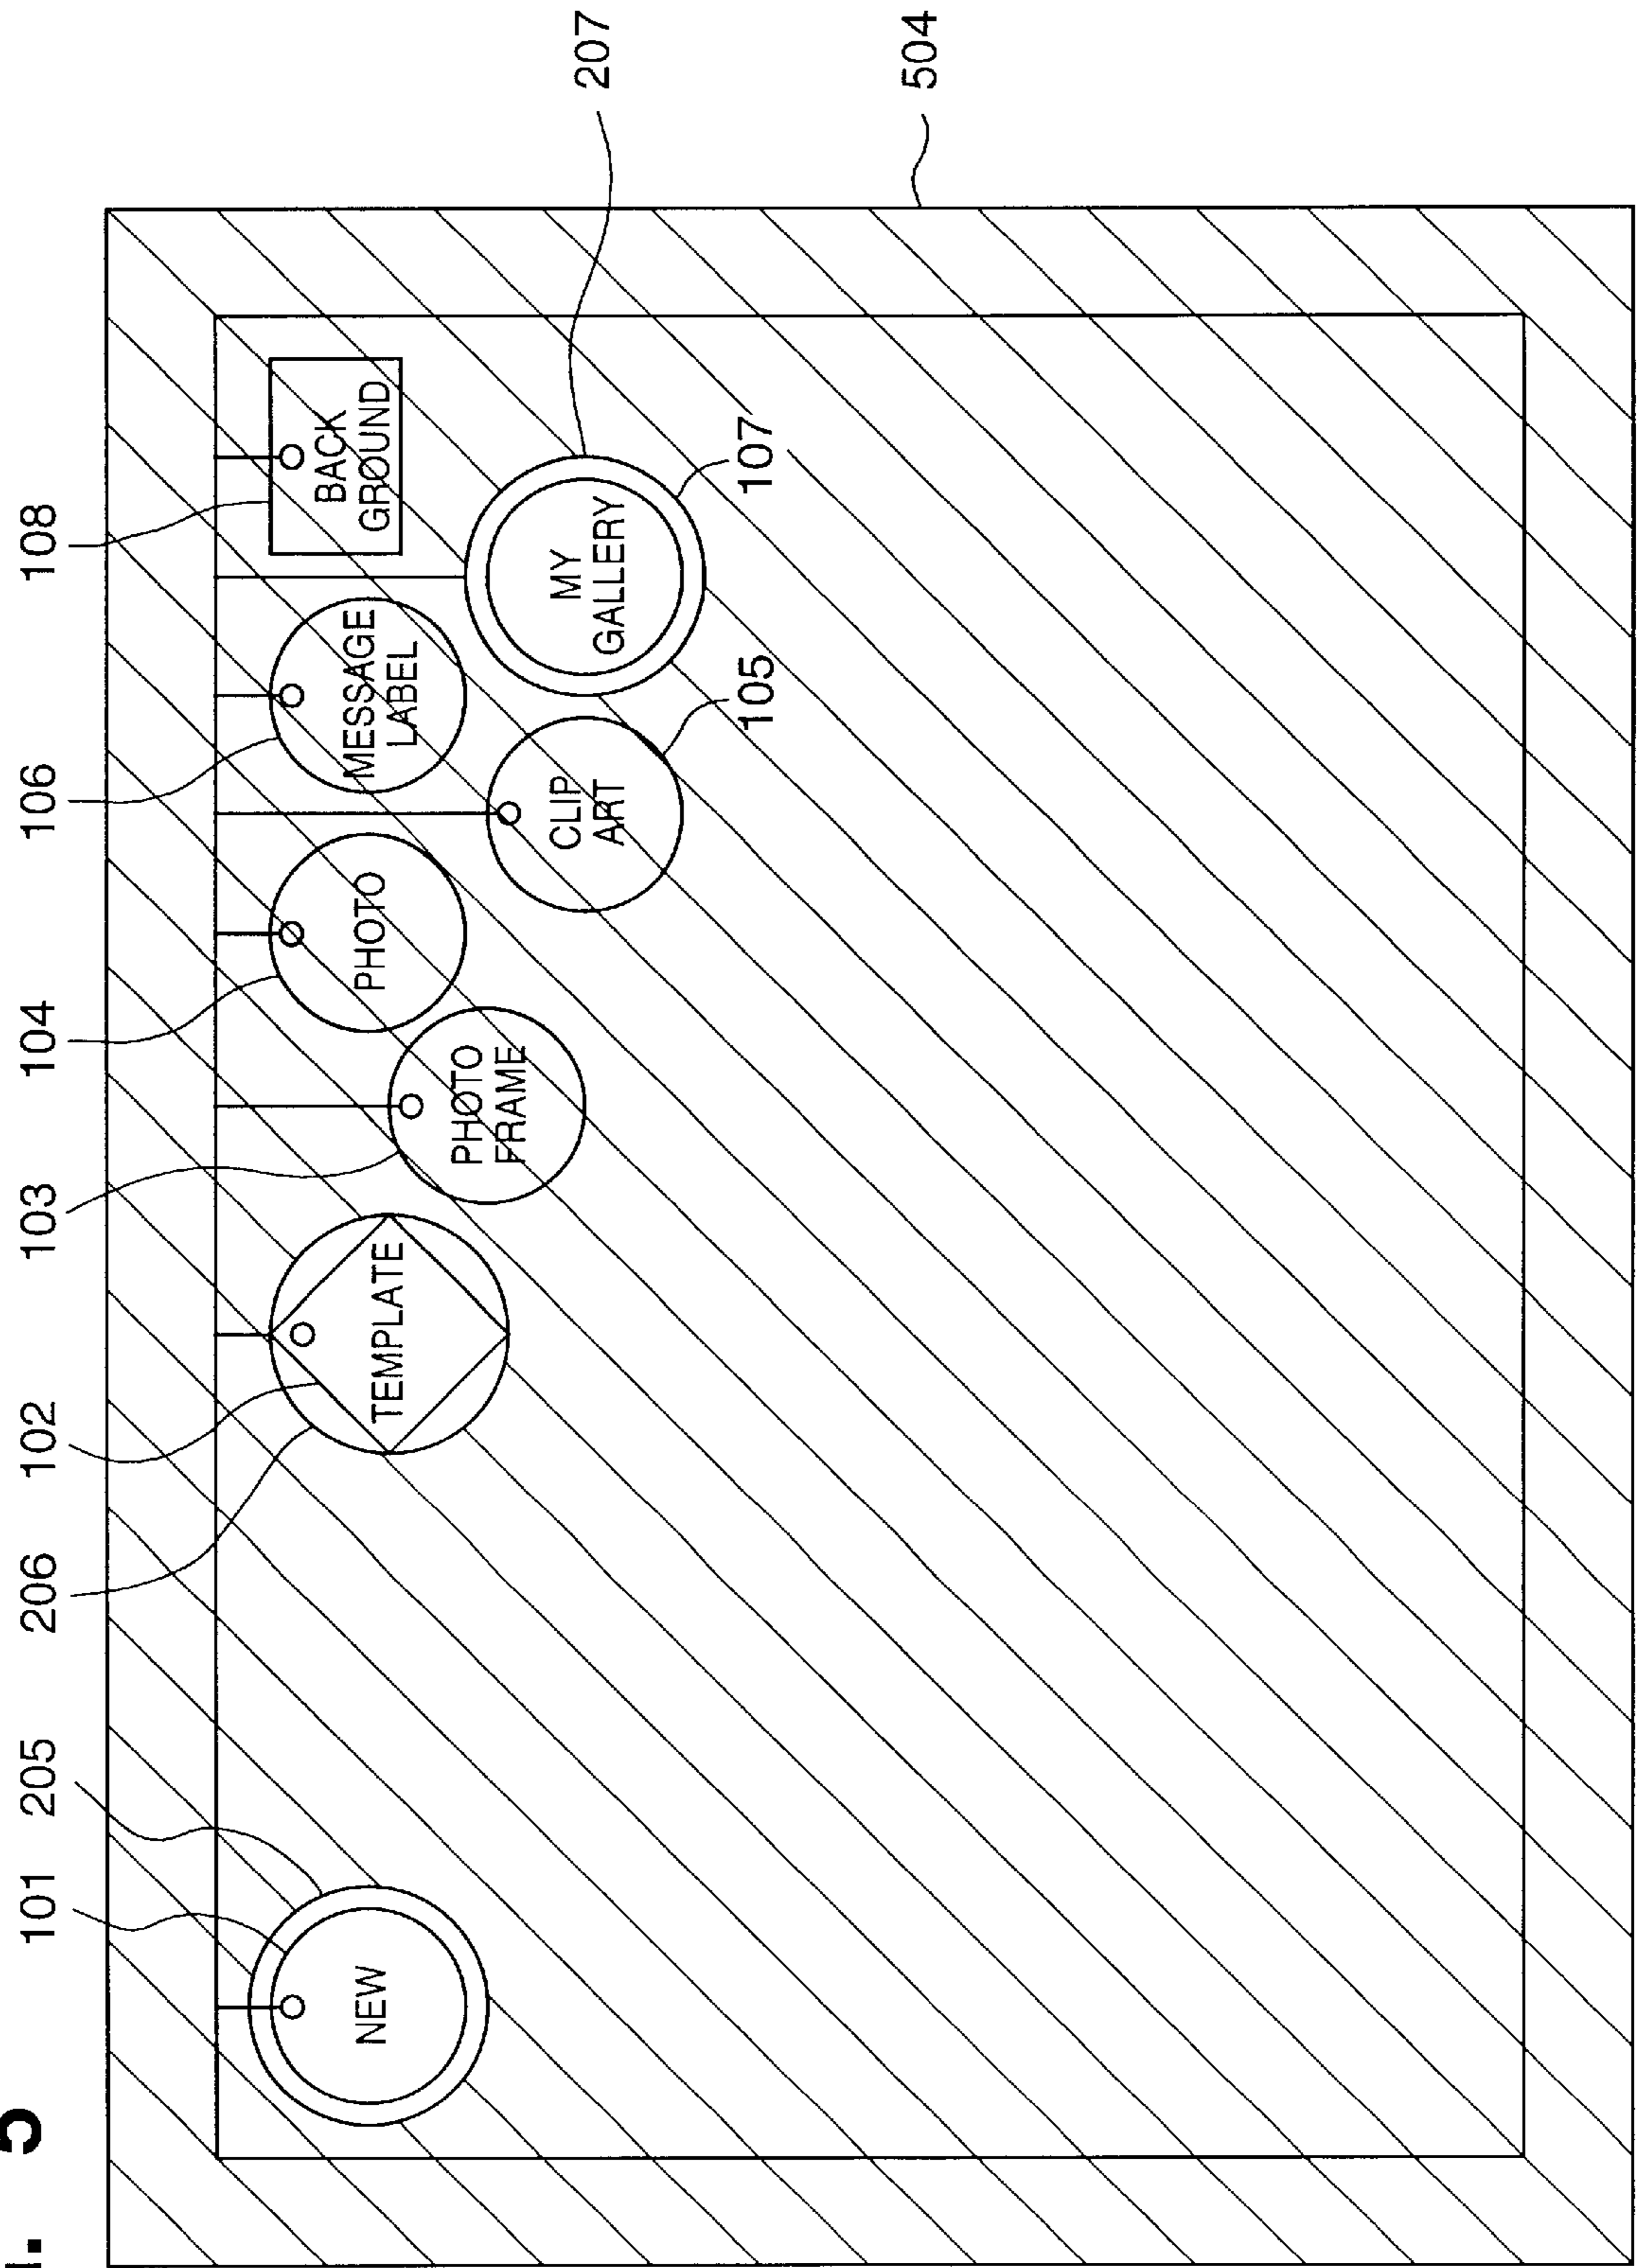 5
101
205
206
102
103
104
106
108
NEW
TEMPLATE
PHOTO
FRAME
PHOTO
MESSAGE
LABEL
BACK
GROUND
CLIP
ART
MY
GALLERY
207
105
107
504